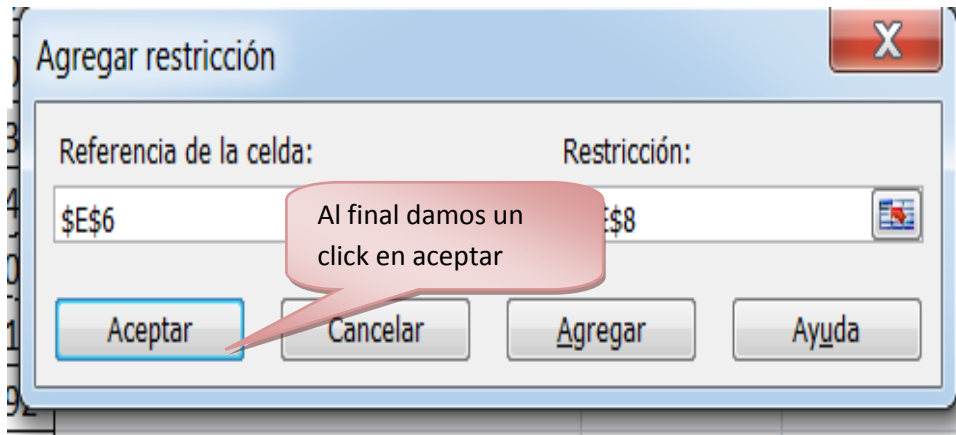 Agregar restricción
X
Referencia de la celda:
Restricción:
$E$6
Al final damos un
click en aceptar
$8
Aceptar
Cancelar
Agregar
Ayuda